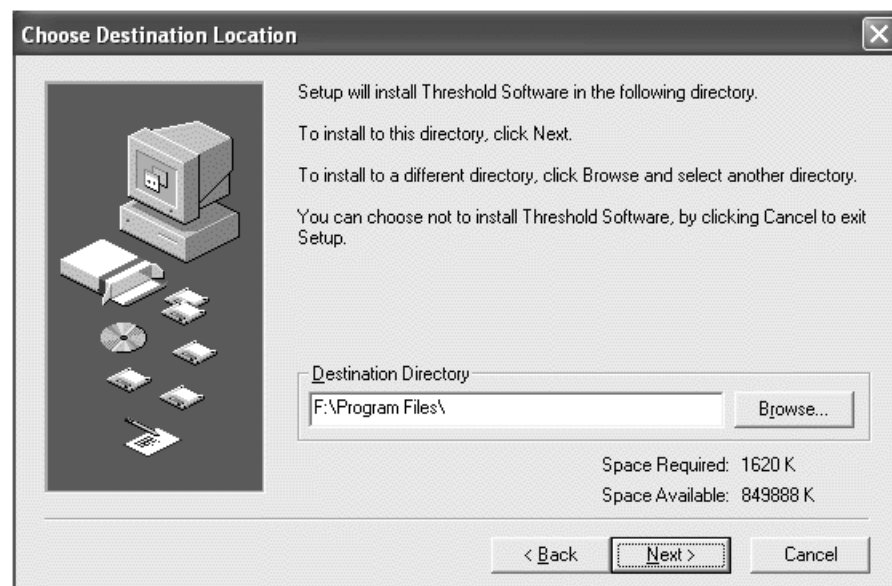 Choose Destination Location
Setup will install Threshold Software in the following directory.
To install to this directory, click Next.
To install to a different directory, click Browse and select another directory.
You can choose not to install Threshold Software, by clicking Cancel to exit
Setup.
Destination Directory
F:\Program Files\
Browse...
Space Required: 1620 K
Space Available: 849888 K
< Back
Next >
Cancel